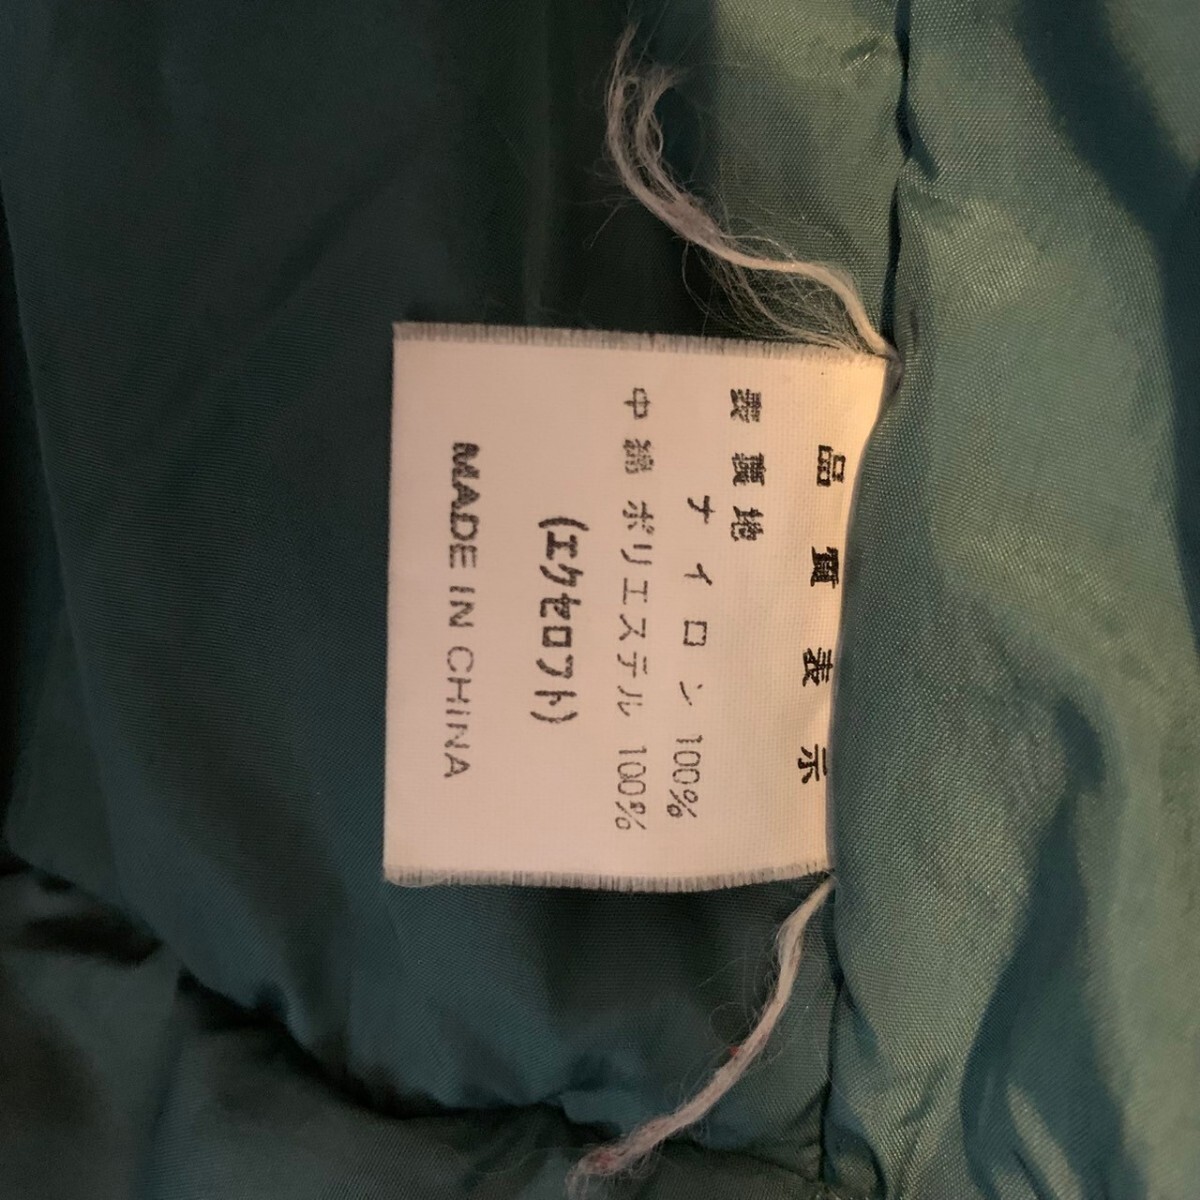 品質表示
表裏地
ナイロン 100%
中綿 ポリエステル 100%
(エクセロフト)
MADE IN CHINA